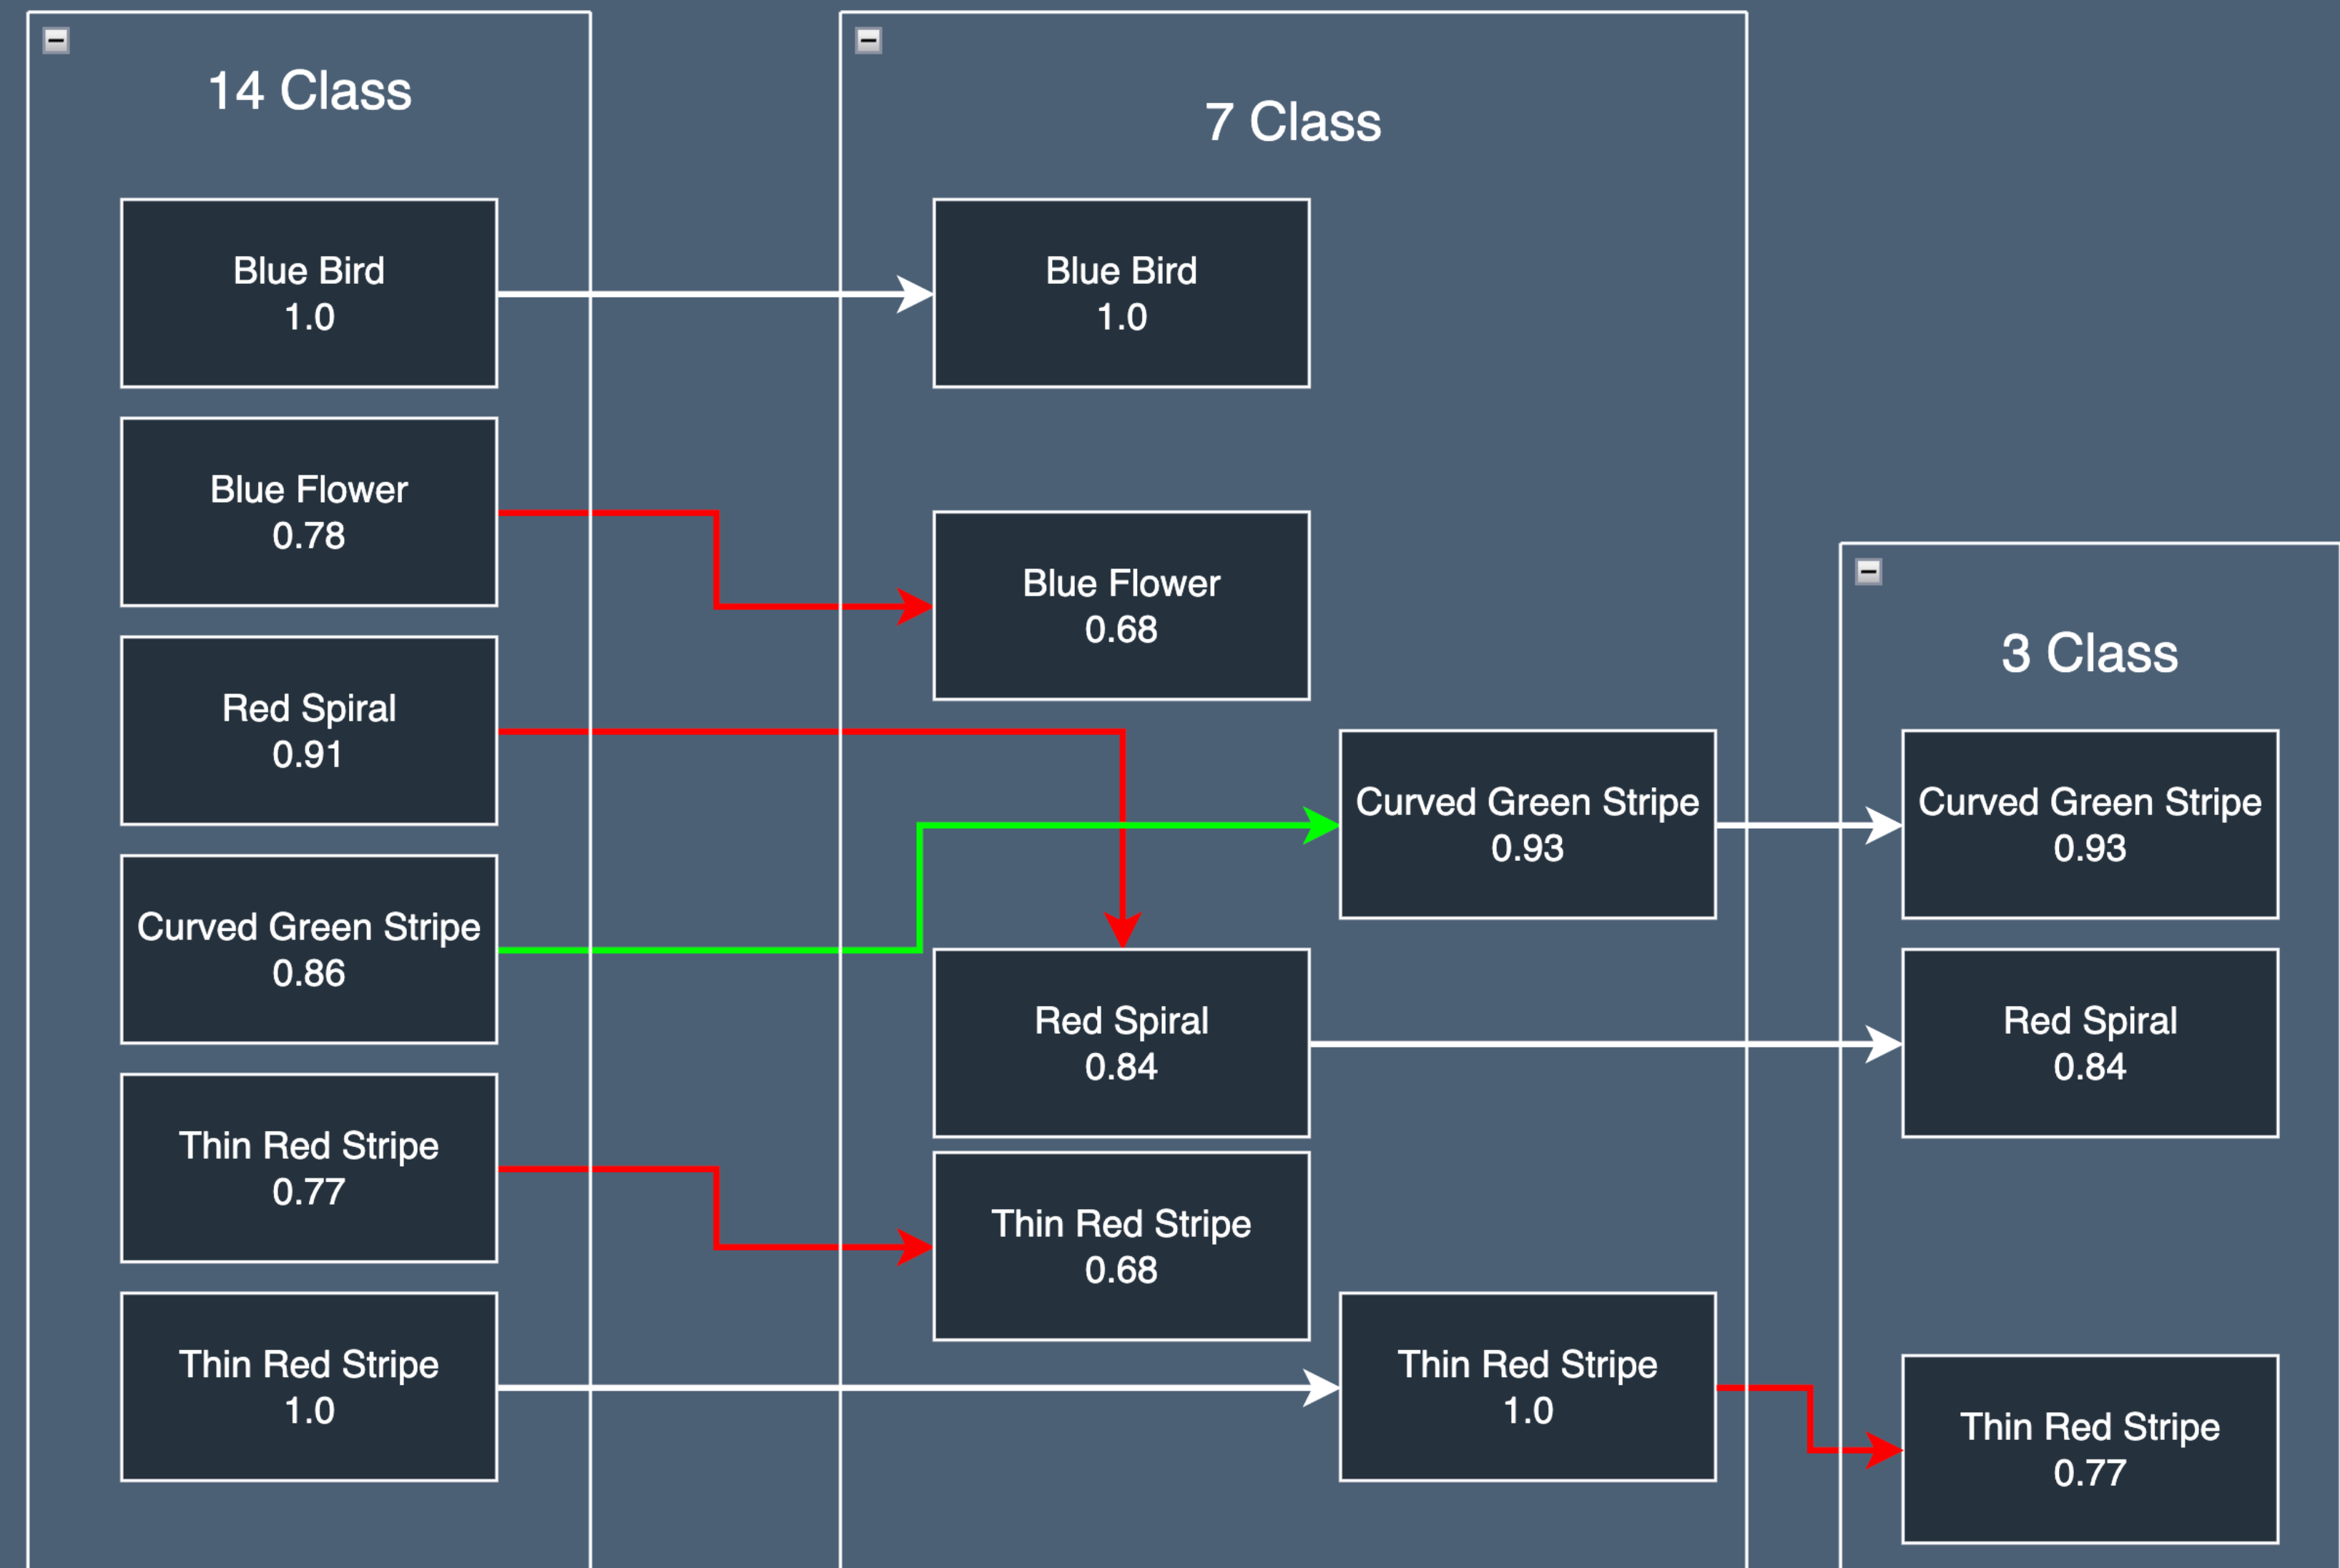 14 Class
Blue Bird
1.0
Blue Flower
0.78
Red Spiral
0.91
Curved Green Stripe
0.86
Thin Red Stripe
0.77
Thin Red Stripe
1.0
7 Class
Blue Bird
1.0
Blue Flower
0.68
Curved Green Stripe
0.93
Red Spiral
0.84
Thin Red Stripe
0.68
Thin Red Stripe
1.0
3 Class
Curved Green Stripe
0.93
Red Spiral
0.84
Thin Red Stripe
0.77